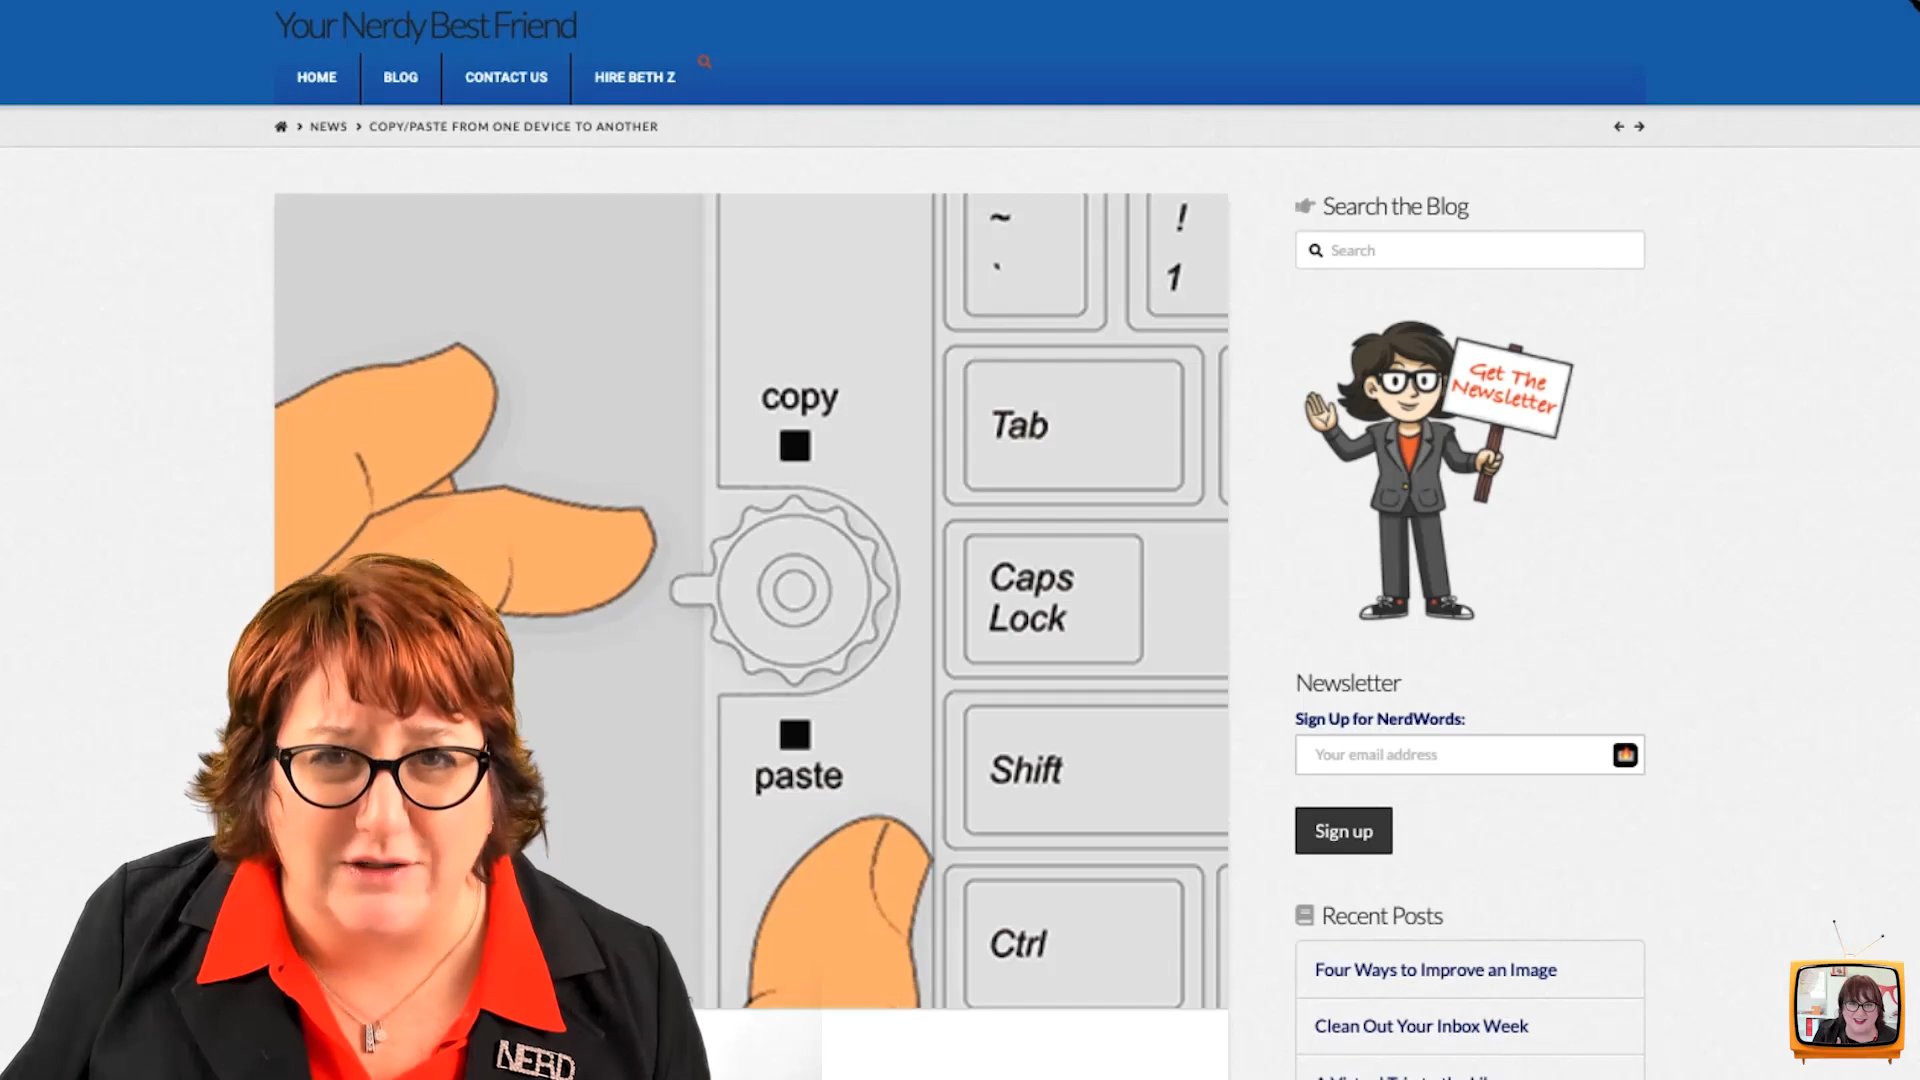 Your Nerdy Best Friend
HOME
BLOG
CONTACT US
HIRE BETH Z
NEWS
COPY/PASTE FROM ONE DEVICE TO ANOTHER
Search the Blog
Search
~
`
!
1
copy
Tab
Get The
Newsletter
Caps
Lock
Newsletter
Sign Up for NerdWords:
Your email address
paste
Shift
Sign up
Recent Posts
Ctrl
Four Ways to Improve an Image
Clean Out Your Inbox Week
NERD